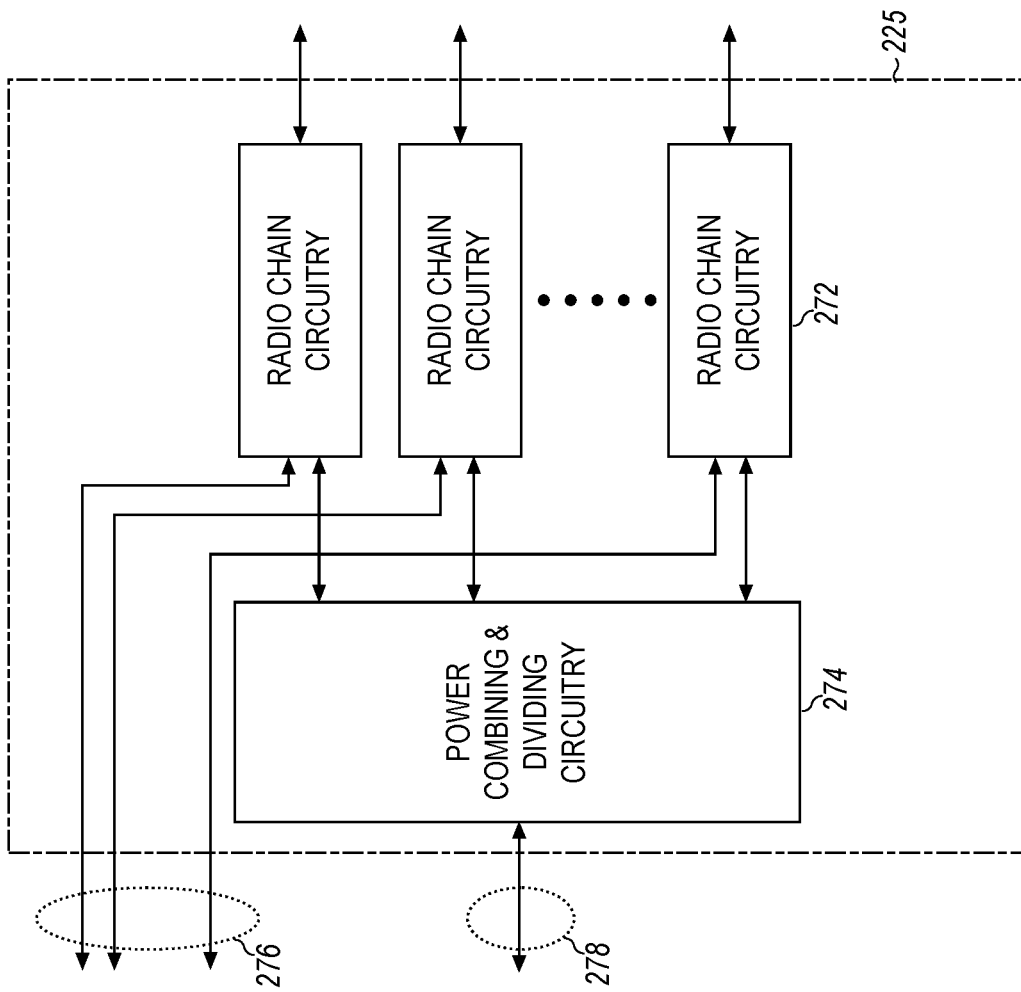 225
RADIO CHAIN
CIRCUITRY
RADIO CHAIN
CIRCUITRY
RADIO CHAIN
CIRCUITRY
272
POWER
COMBINING &
DIVIDING
CIRCUITRY
274
276
278